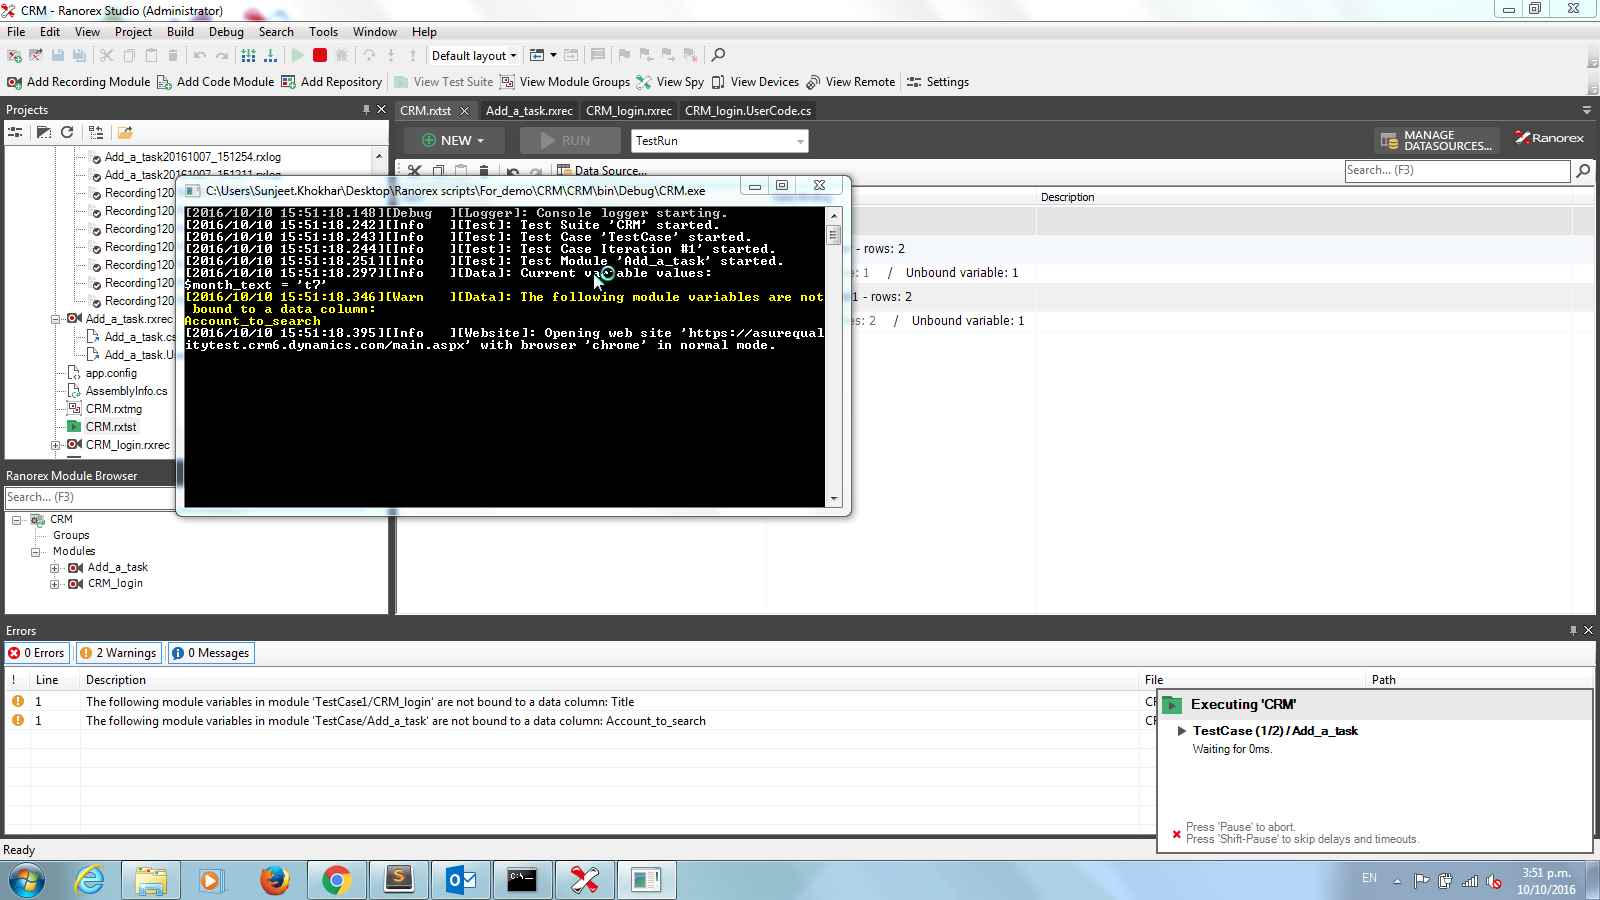 CRM - Ranorex Studio (Administrator)
File Edit View Project Build Debug Search Tools Window Help
Default layout
Add Recording Module Add Code Module Add Repository View Test Suite View Module Groups View Spy View Devices View Remote Settings
Projects
CRM.rxtst Add_a_task.rxrec CRM_login.rxrec CRM_login.UserCode.cs
NEW RUN TestRun MANAGE DATASOURCES... Ranorex
Data Source...
Search... (F3)
Description
Add_a_task20161007_151254.rxlog
Recording120
Recording120
Recording120
Recording120
Recording120
Recording120
Recording120
Add_a_task.rxrec
Add_a_task.cs
Add_a_task.U
app.config
AssemblyInfo.cs
CRM.rxtmg
CRM.rxtst
CRM_login.rxrec
C:\Users\Sunjeet.Khokhar\Desktop\Ranorex scripts\For_demo\CRM\CRM\bin\Debug\CRM.exe
[2016/10/10 15:51:18.148][Debug ][Logger]: Console logger starting.
[2016/10/10 15:51:18.242][Info ][Test]: Test Suite 'CRM' started.
[2016/10/10 15:51:18.243][Info ][Test]: Test Case 'TestCase' started.
[2016/10/10 15:51:18.244][Info ][Test]: Test Case Iteration #1' started.
[2016/10/10 15:51:18.251][Info ][Test]: Test Module 'Add_a_task' started.
[2016/10/10 15:51:18.297][Info ][Data]: Current variable values:
$month_text = 't7'
[2016/10/10 15:51:18.346][Warn ][Data]: The following module variables are not
bound to a data column:
Account_to_search
[2016/10/10 15:51:18.395][Info ][Website]: Opening web site 'https://asurequal
itytest.crm6.dynamics.com/main.aspx' with browser 'chrome' in normal mode.
- rows: 2
: 1 / Unbound variable: 1
1 - rows: 2
es: 2 / Unbound variable: 1
Ranorex Module Browser
Search... (F3)
CRM
Groups
Modules
Add_a_task
CRM_login
Errors
0 Errors 2 Warnings 0 Messages
! Line Description File Path
1 The following module variables in module 'TestCase1/CRM_login' are not bound to a data column: Title
1 The following module variables in module 'TestCase/Add_a_task' are not bound to a data column: Account_to_search
Executing 'CRM'
TestCase (1/2) / Add_a_task
Waiting for 0ms.
Press 'Pause' to abort.
Press 'Shift-Pause' to skip delays and timeouts.
Ready
EN
3:51 p.m.
10/10/2016